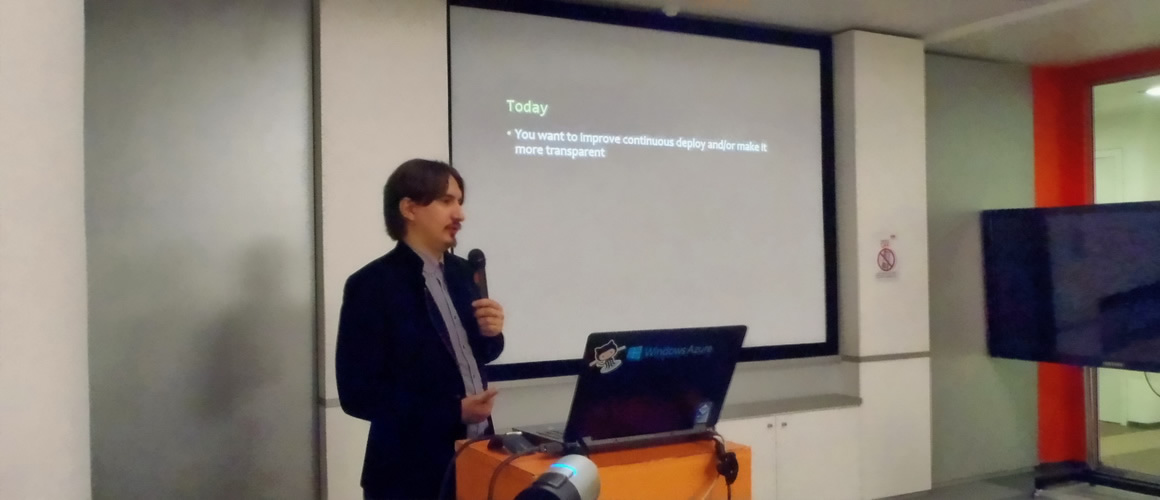 Today
• You want to improve continuous deploy and/or make it
more transparent
Windows Azure